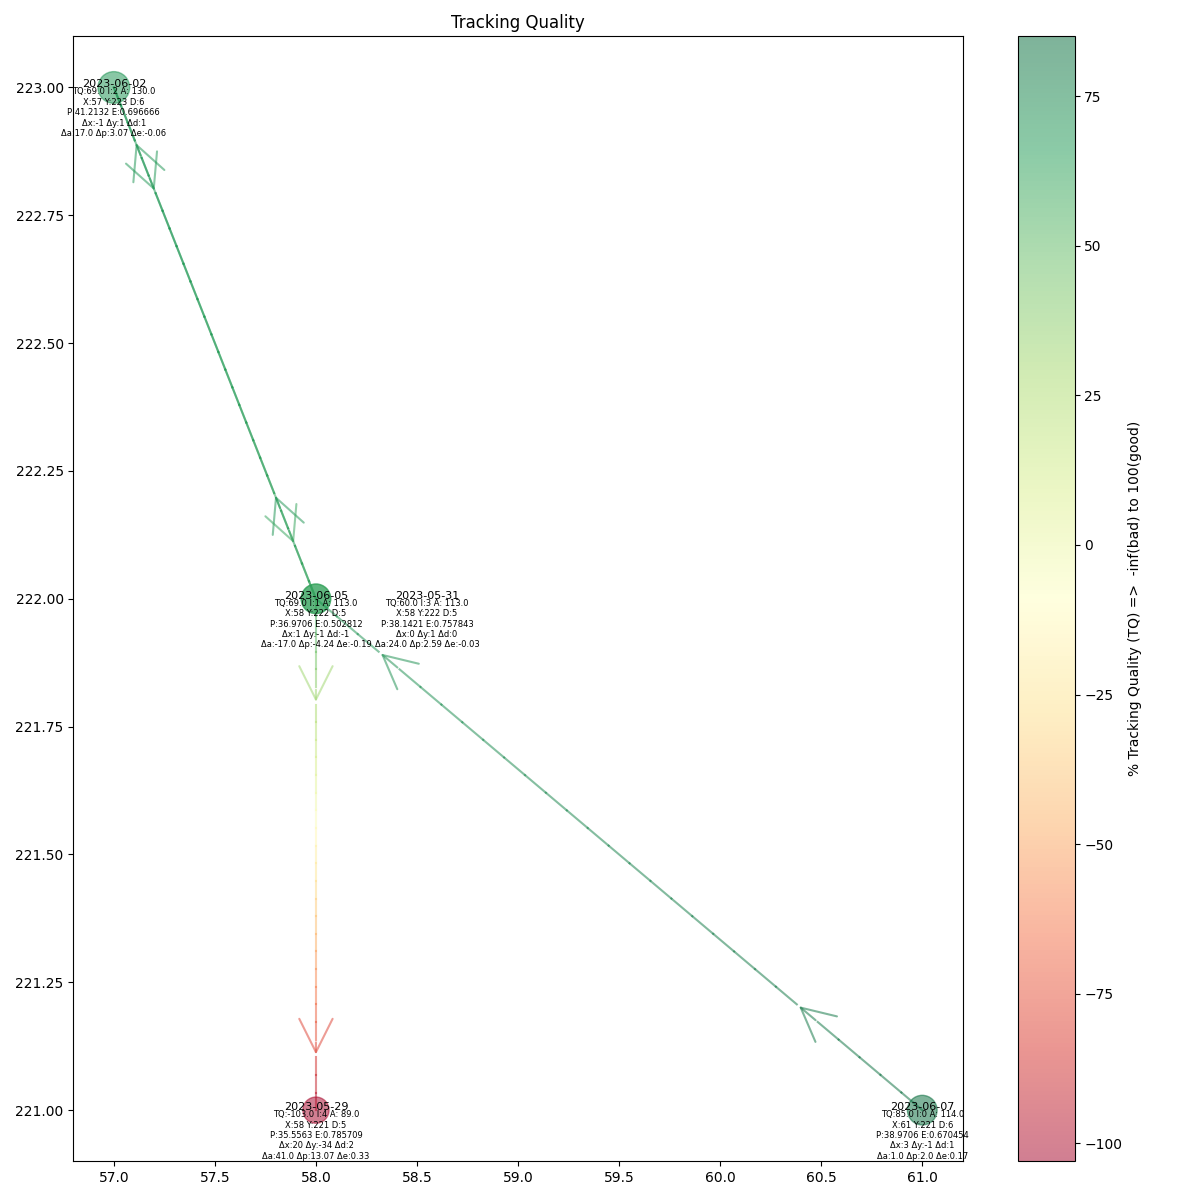 Tracking Quality
223.00
222.75
222.50
222.25
222.00
221.75
221.50
221.25
221.00
2023-06-02
TQ:69.0 I:2 A: 130.0
X:57 Y:223 D:6
P:41.2132 E:0.696666
Δx:-1 Δy:1 Δd:1
Δa:17.0 Δp:3.07 Δe:-0.06
2023-06-05
TQ:69.0 I:1 A: 113.0
X:58 Y:222 D:5
P:36.9706 E:0.502812
Δx:1 Δy:-1 Δd:-1
Δa:-17.0 Δp:-4.24 Δe:-0.19
2023-05-31
TQ:60.0 I:3 A: 113.0
X:58 Y:222 D:5
P:38.1421 E:0.757843
Δx:0 Δy:1 Δd:0
Δa:24.0 Δp:2.59 Δe:-0.03
2023-05-29
TQ:-103.0 I:4 A: 89.0
X:58 Y:221 D:5
P:35.5563 E:0.785709
Δx:20 Δy:-34 Δd:2
Δa:41.0 Δp:13.07 Δe:0.33
2023-06-07
TQ:85.0 I:0 A: 114.0
X:61 Y:221 D:6
P:38.9706 E:0.670454
Δx:3 Δy:-1 Δd:1
Δa:1.0 Δp:2.0 Δe:0.17
57.0
57.5
58.0
58.5
59.0
59.5
60.0
60.5
61.0
75
50
25
0
−25
−50
−75
−100
% Tracking Quality (TQ) => -inf(bad) to 100(good)